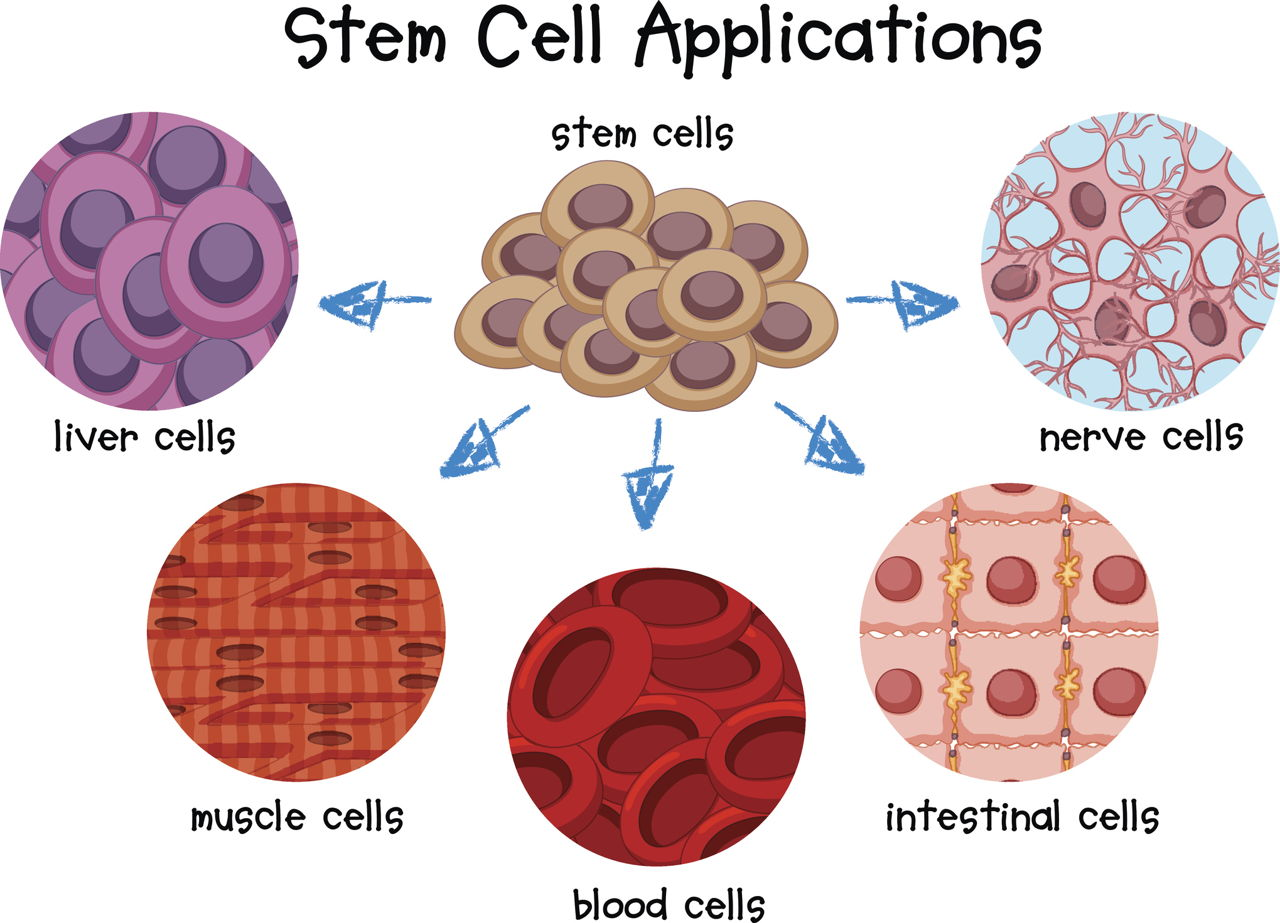 Stem Cell Applications
stem cells
liver cells
nerve cells
muscle cells
intestinal cells
blood cells